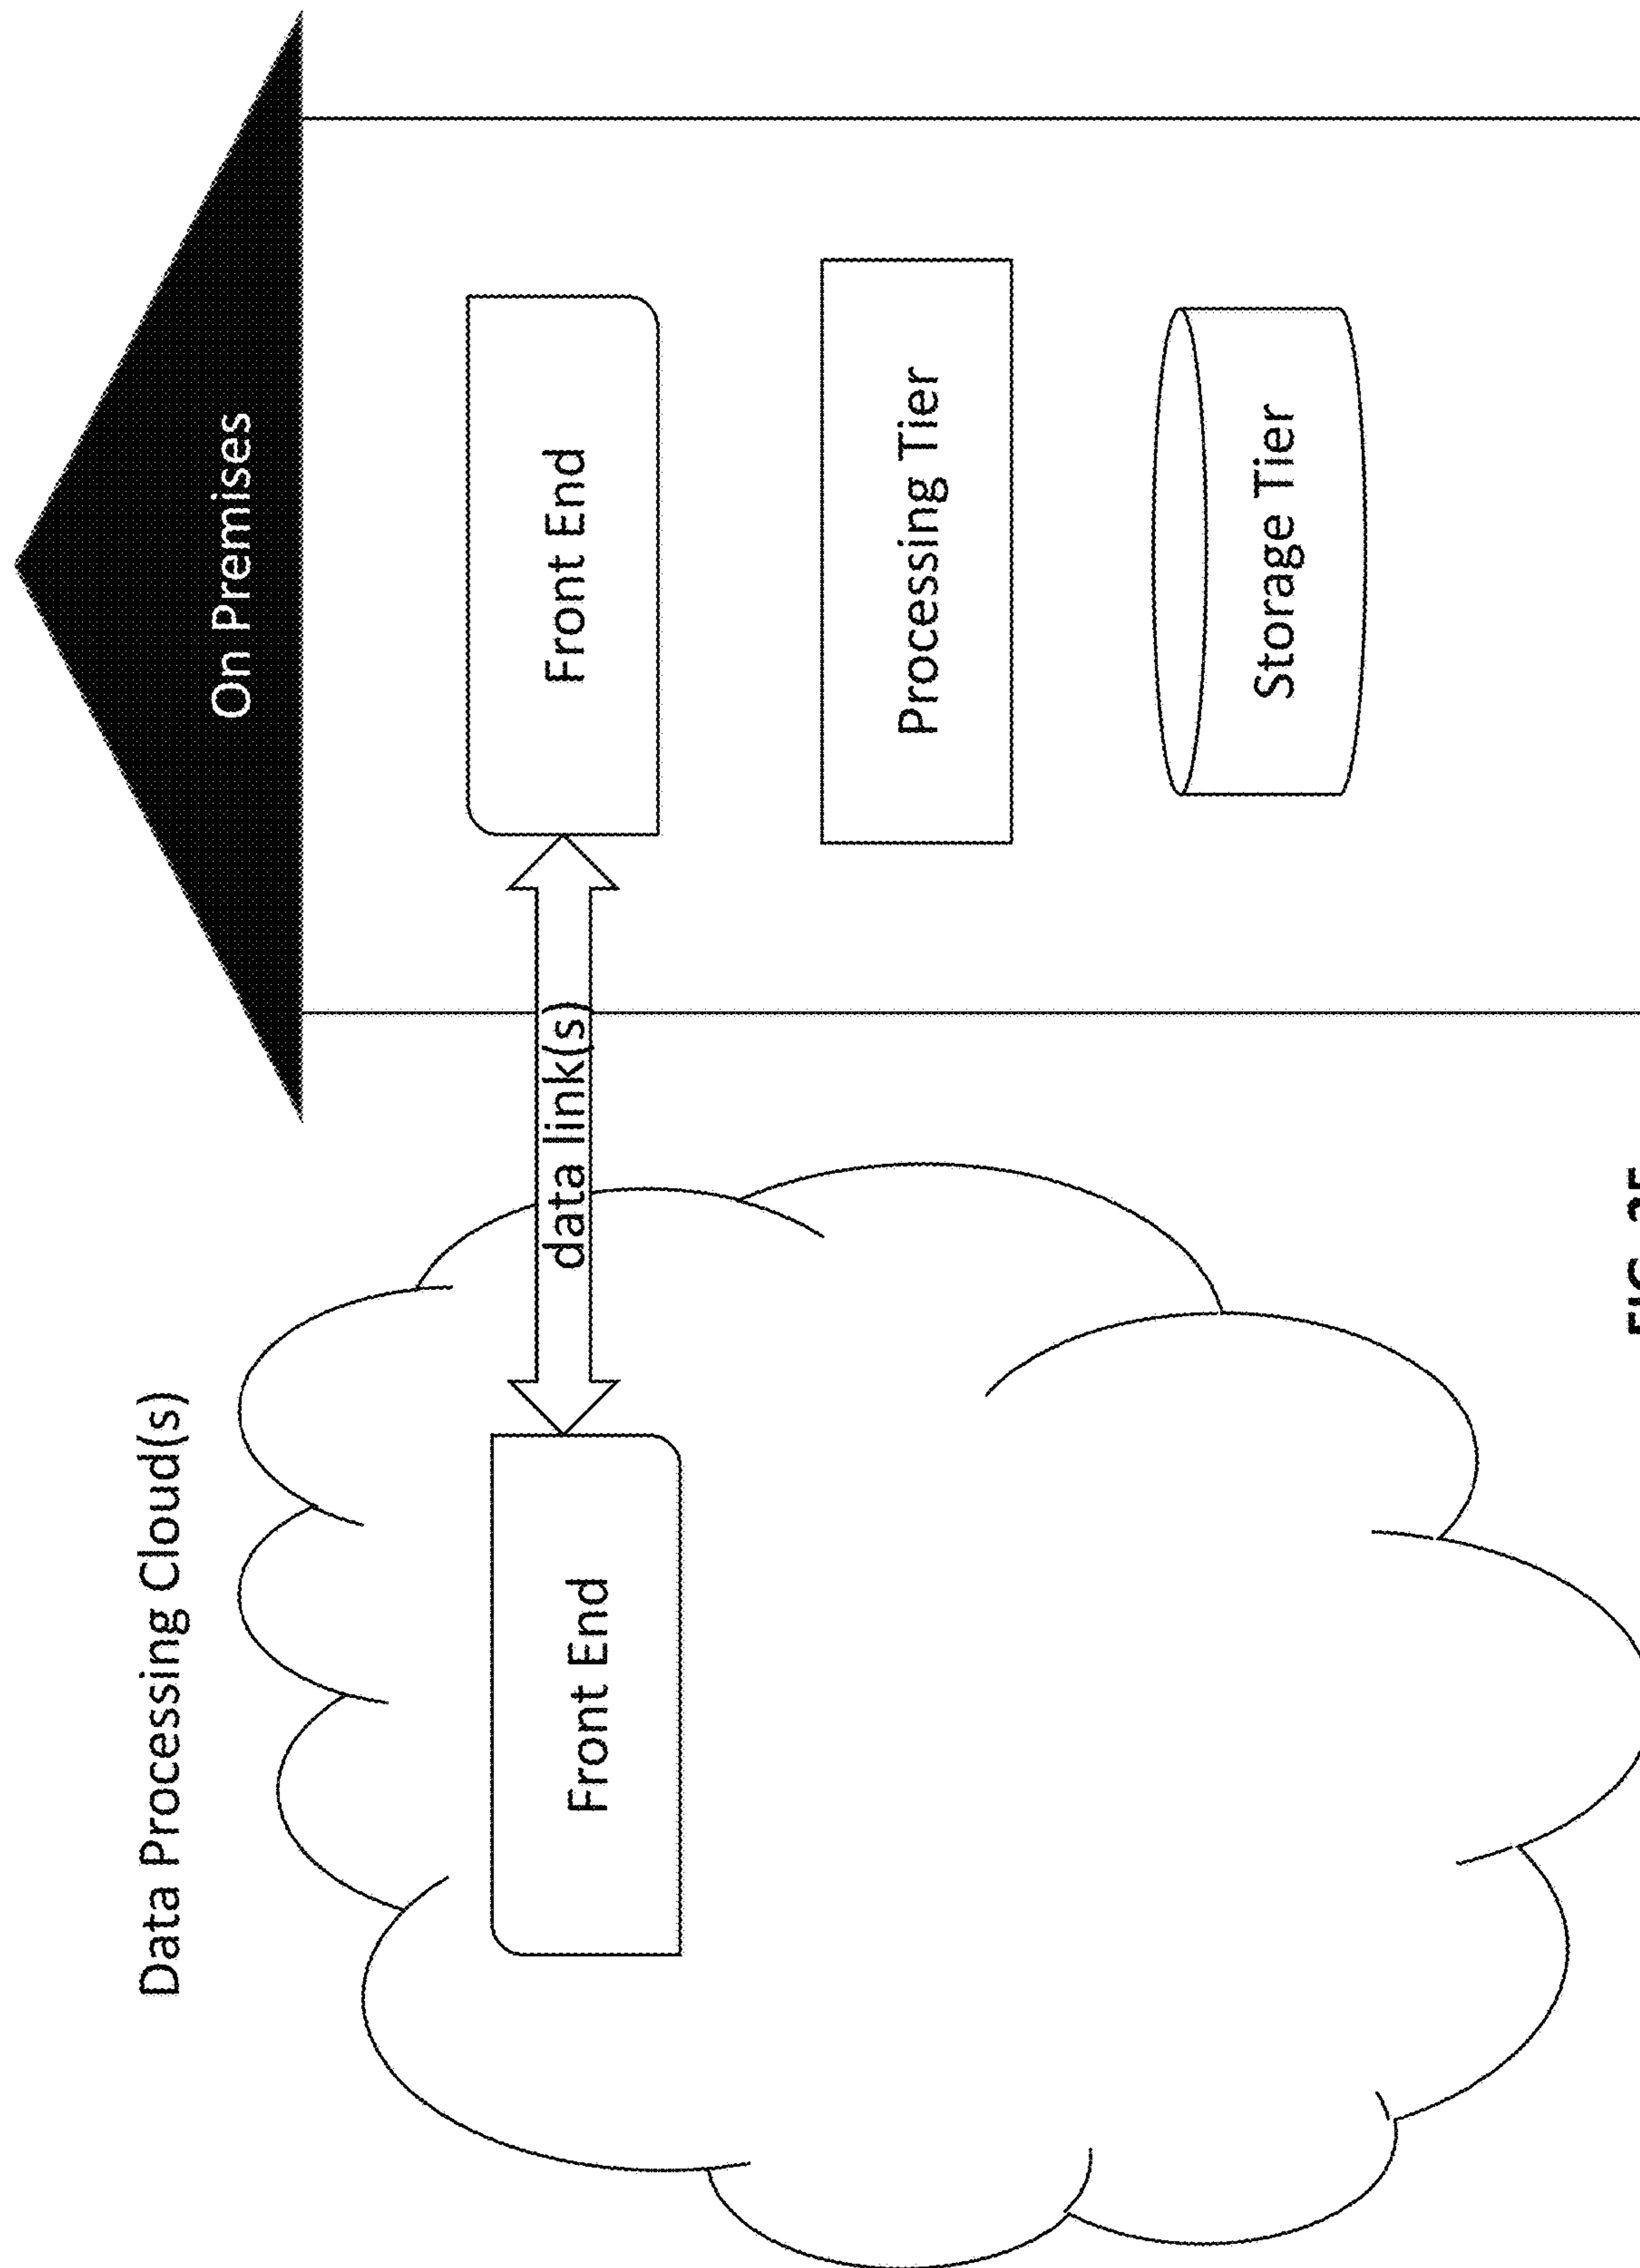 Data Processing Cloud(s)
On Premises
Front End
data link(s)
Front End
Processing Tier
Storage Tier